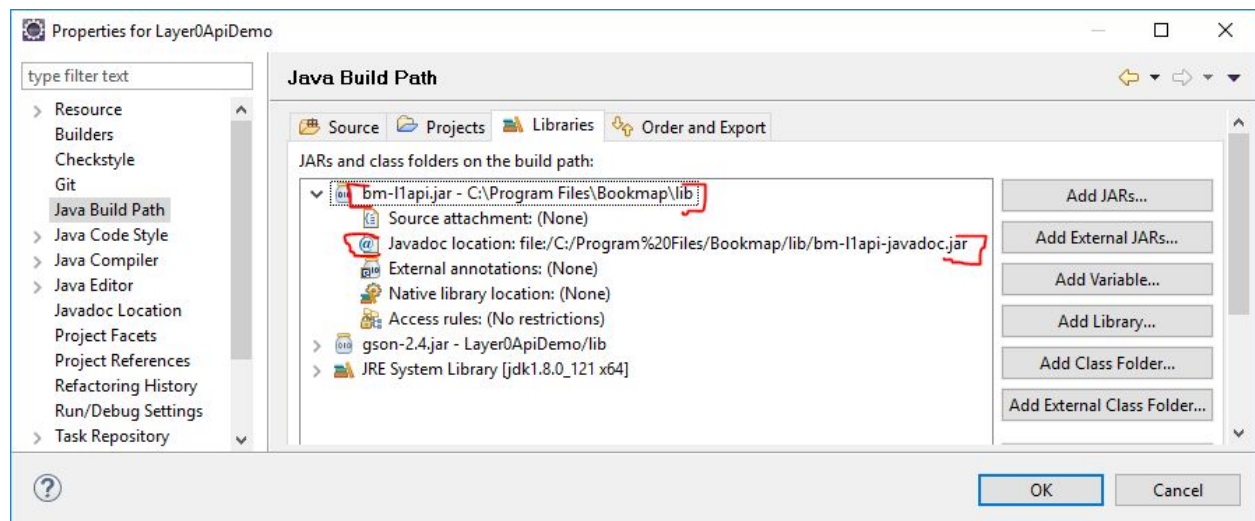 Properties for Layer0ApiDemo
type filter text
Resource
Builders
Checkstyle
Git
Java Build Path
Java Code Style
Java Compiler
Java Editor
Javadoc Location
Project Facets
Project References
Refactoring History
Run/Debug Settings
Task Repository
Java Build Path
Source Projects Libraries Order and Export
JARs and class folders on the build path:
bm-l1api.jar - C:\Program Files\Bookmap\lib
Source attachment: (None)
Javadoc location: file:/C:/Program%20Files/Bookmap/lib/bm-l1api-javadoc.jar
External annotations: (None)
Native library location: (None)
Access rules: (No restrictions)
gson-2.4.jar - Layer0ApiDemo/lib
JRE System Library [jdk1.8.0_121 x64]
Add JARs...
Add External JARs...
Add Variable...
Add Library...
Add Class Folder...
Add External Class Folder...
OK Cancel